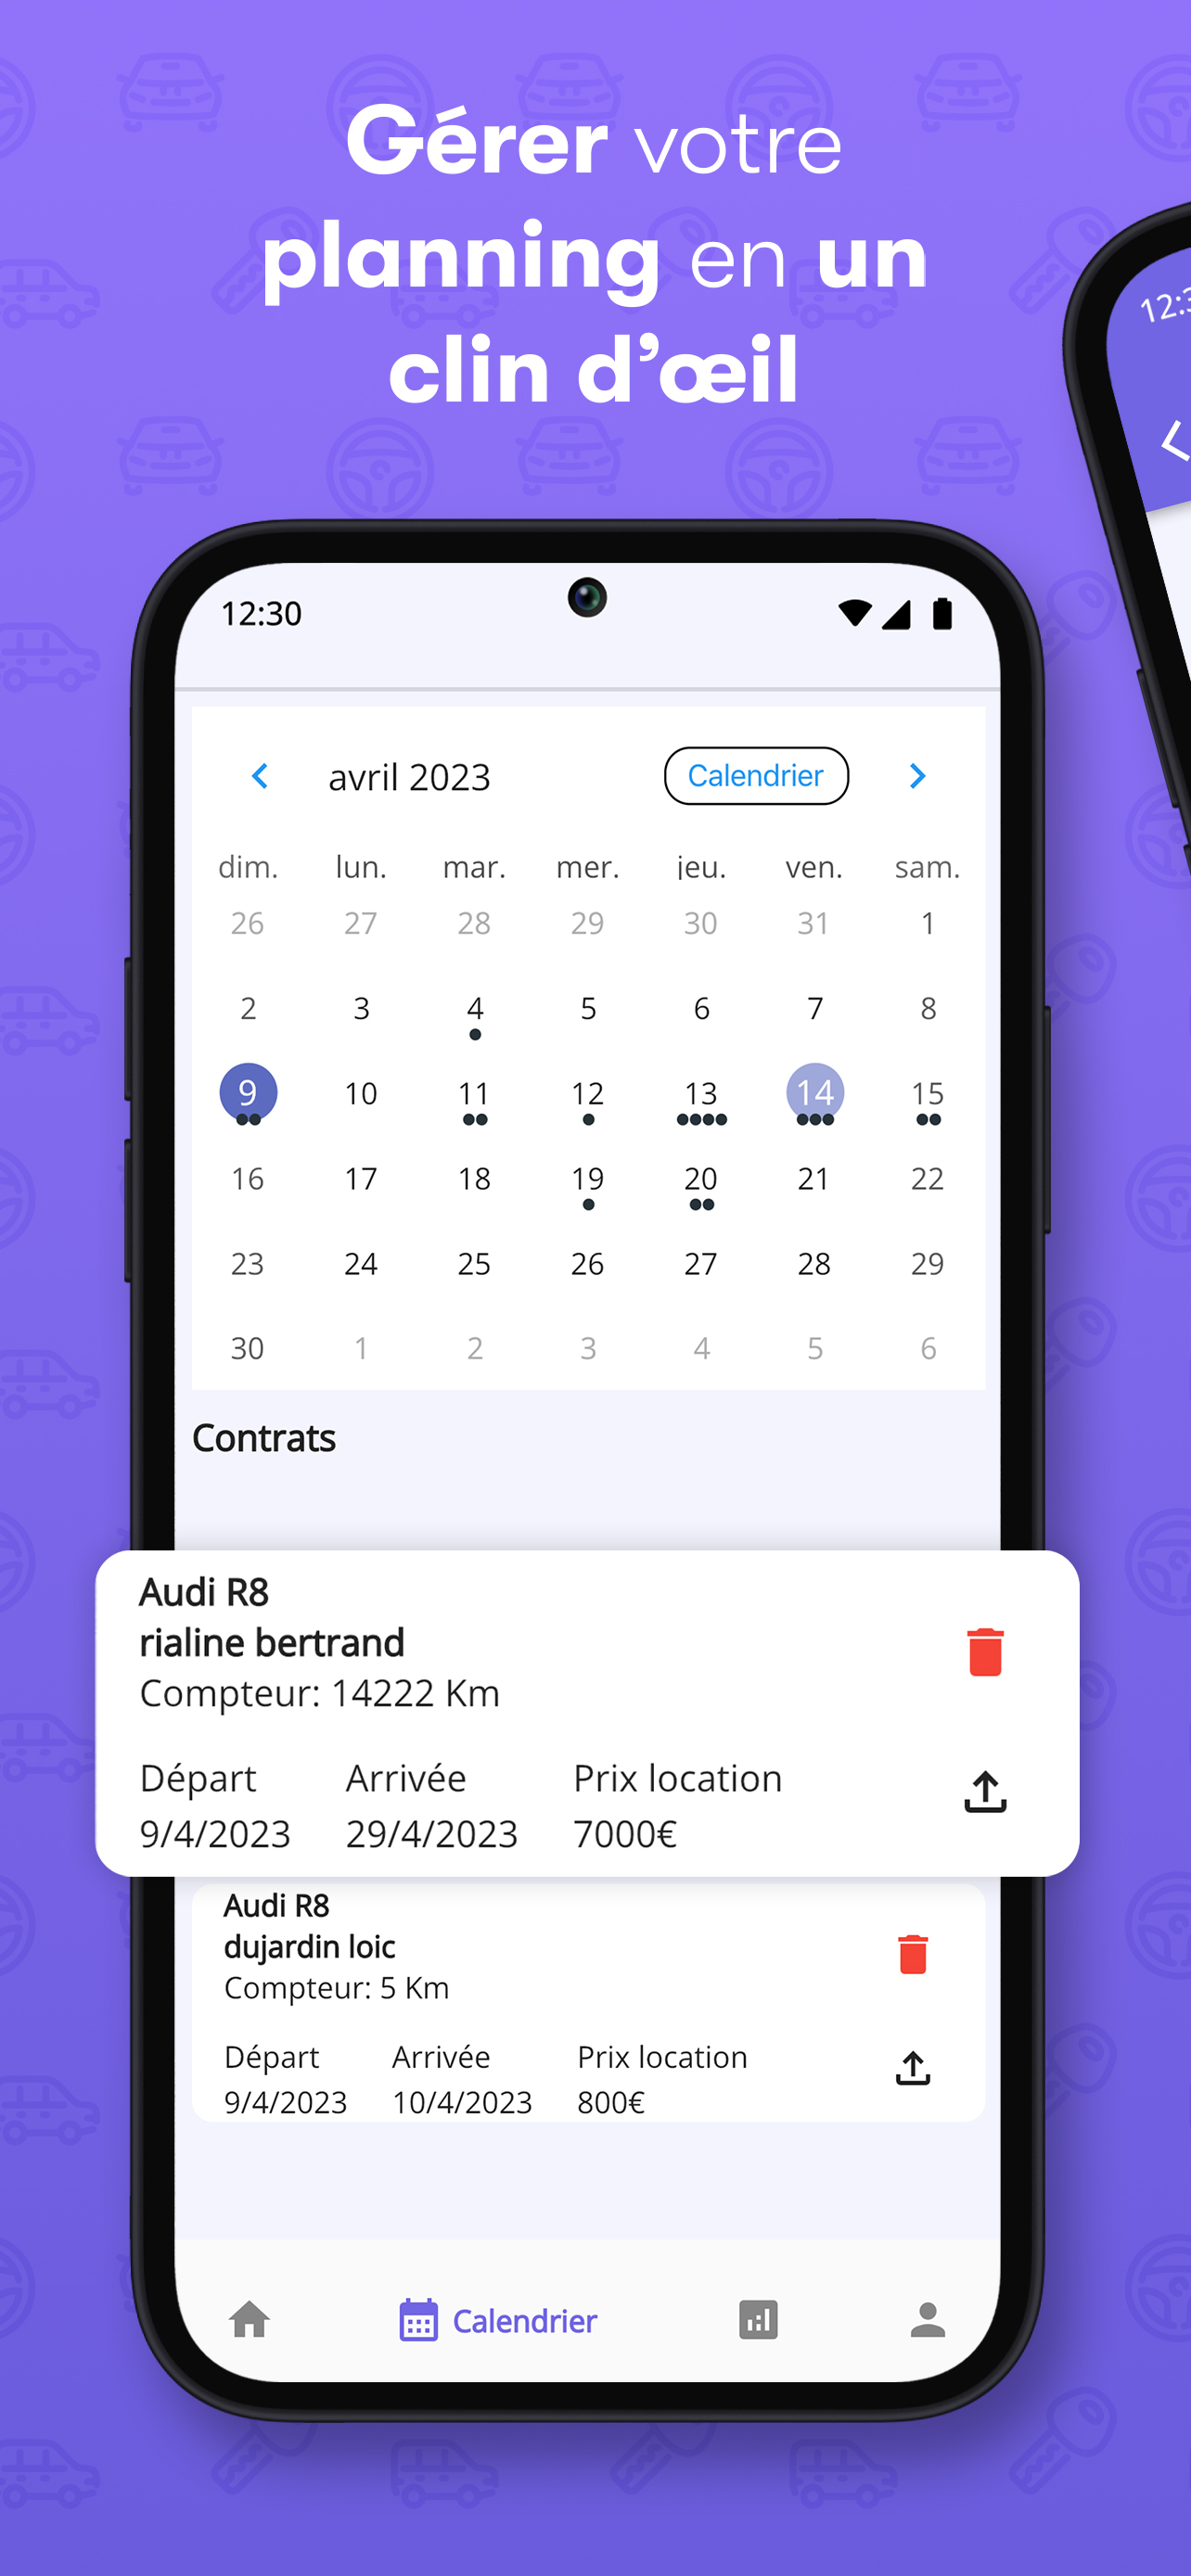 Gérer votre
planning en un
clin d’œil
12:30
avril 2023 Calendrier
dim. lun. mar. mer. jeu. ven. sam.
26 27 28 29 30 31 1
2 3 4 5 6 7 8
9 10 11 12 13 14 15
16 17 18 19 20 21 22
23 24 25 26 27 28 29
30 1 2 3 4 5 6
Contrats
Audi R8
rialine bertrand
Compteur: 14222 Km
Départ Arrivée Prix location
9/4/2023 29/4/2023 7000€
Audi R8
dujardin loic
Compteur: 5 Km
Départ Arrivée Prix location
9/4/2023 10/4/2023 800€
Calendrier